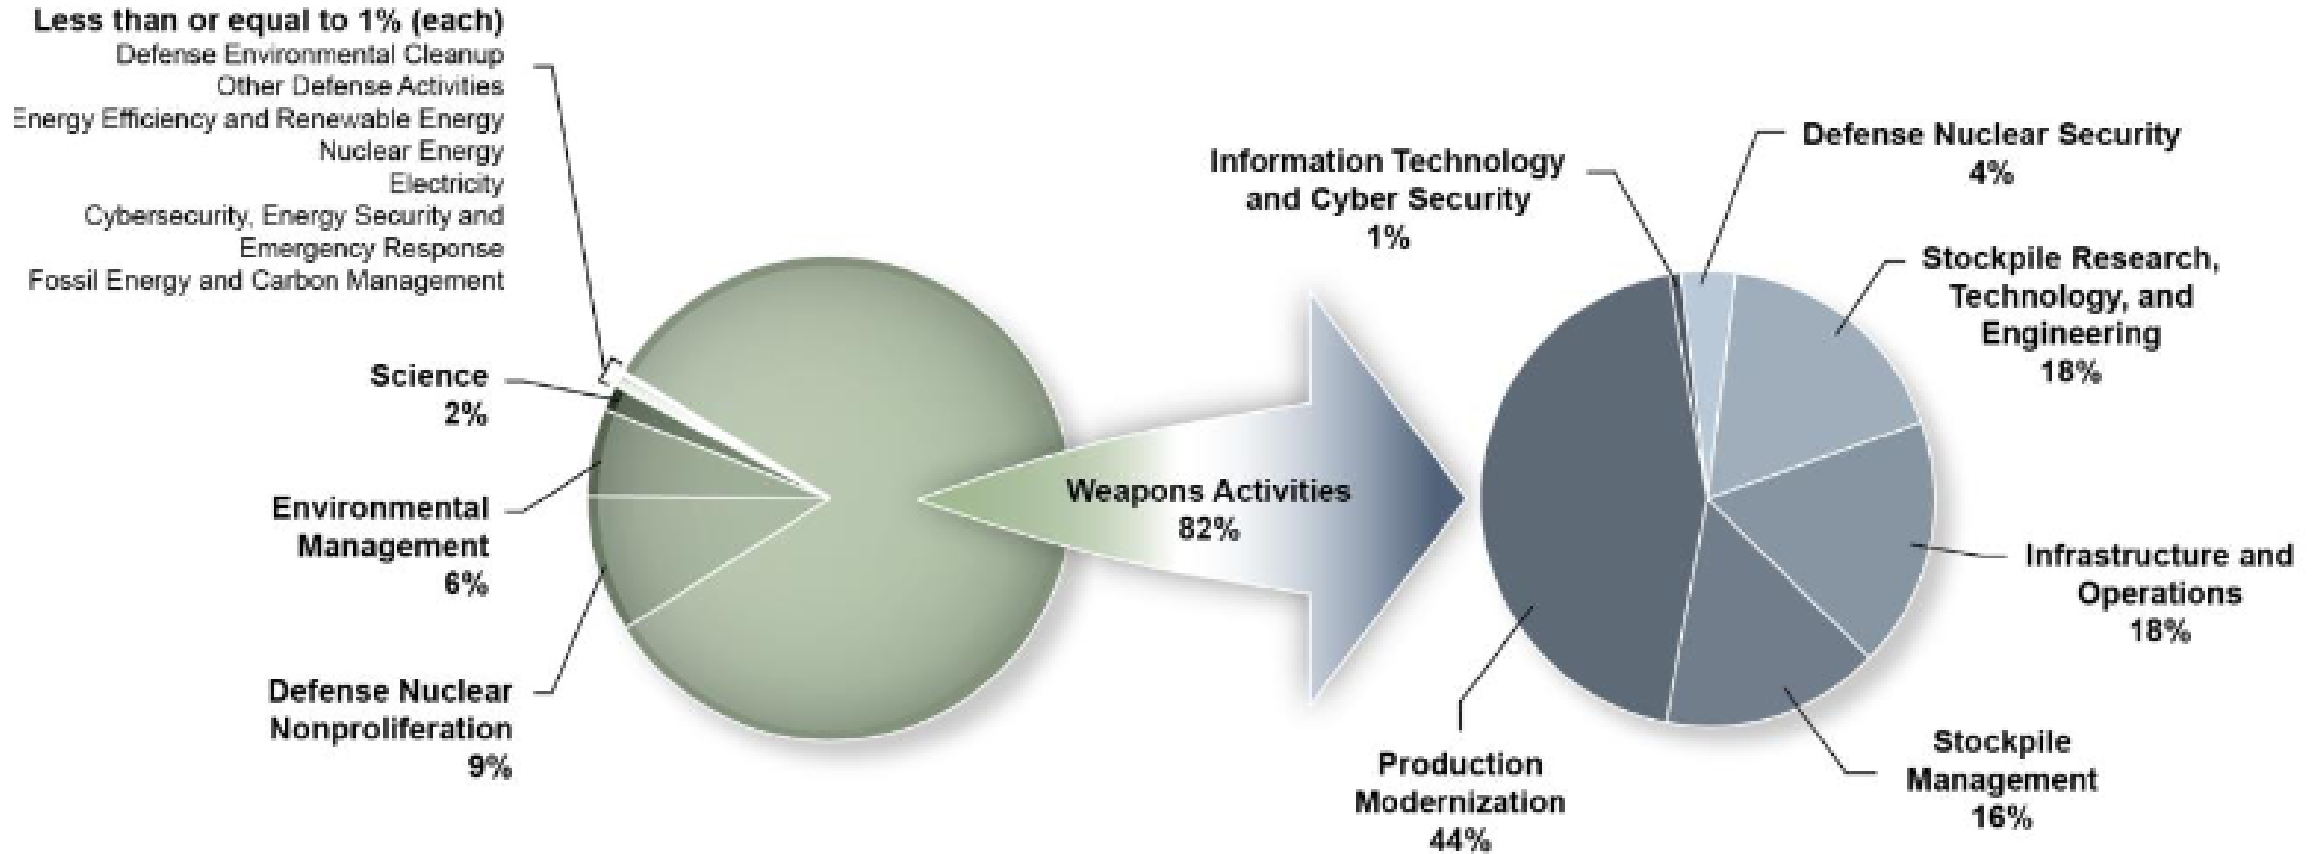 Less than or equal to 1% (each)
Defense Environmental Cleanup
Other Defense Activities
Energy Efficiency and Renewable Energy
Nuclear Energy
Electricity
Cybersecurity, Energy Security and
Emergency Response
Fossil Energy and Carbon Management
Science
2%
Environmental
Management
6%
Defense Nuclear
Nonproliferation
9%
Weapons Activities
82%
Information Technology
and Cyber Security
1%
Defense Nuclear Security
4%
Stockpile Research,
Technology, and
Engineering
18%
Infrastructure and
Operations
18%
Stockpile
Management
16%
Production
Modernization
44%